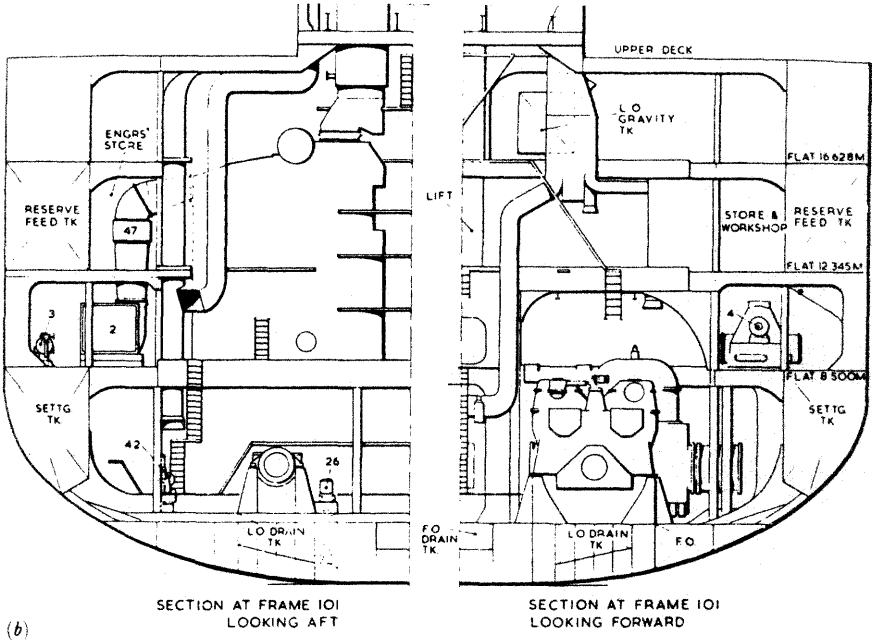 UPPER DECK
L O
GRAVITY
TK
ENGRS'
STORE
FLAT 16 628M
LIFT
RESERVE
FEED TK
47
STORE &
WORKSHOP
RESERVE
FEED TK
FLAT 12 345M
3
2
4
FLAT 8 500M
SETTG
TK
SETTG
TK
42
26
L O DRAIN
TK
F.O
DRAIN
TK.
LO DRAIN
TK
F.O
SECTION AT FRAME 101
LOOKING AFT
SECTION AT FRAME 101
LOOKING FORWARD
(b)